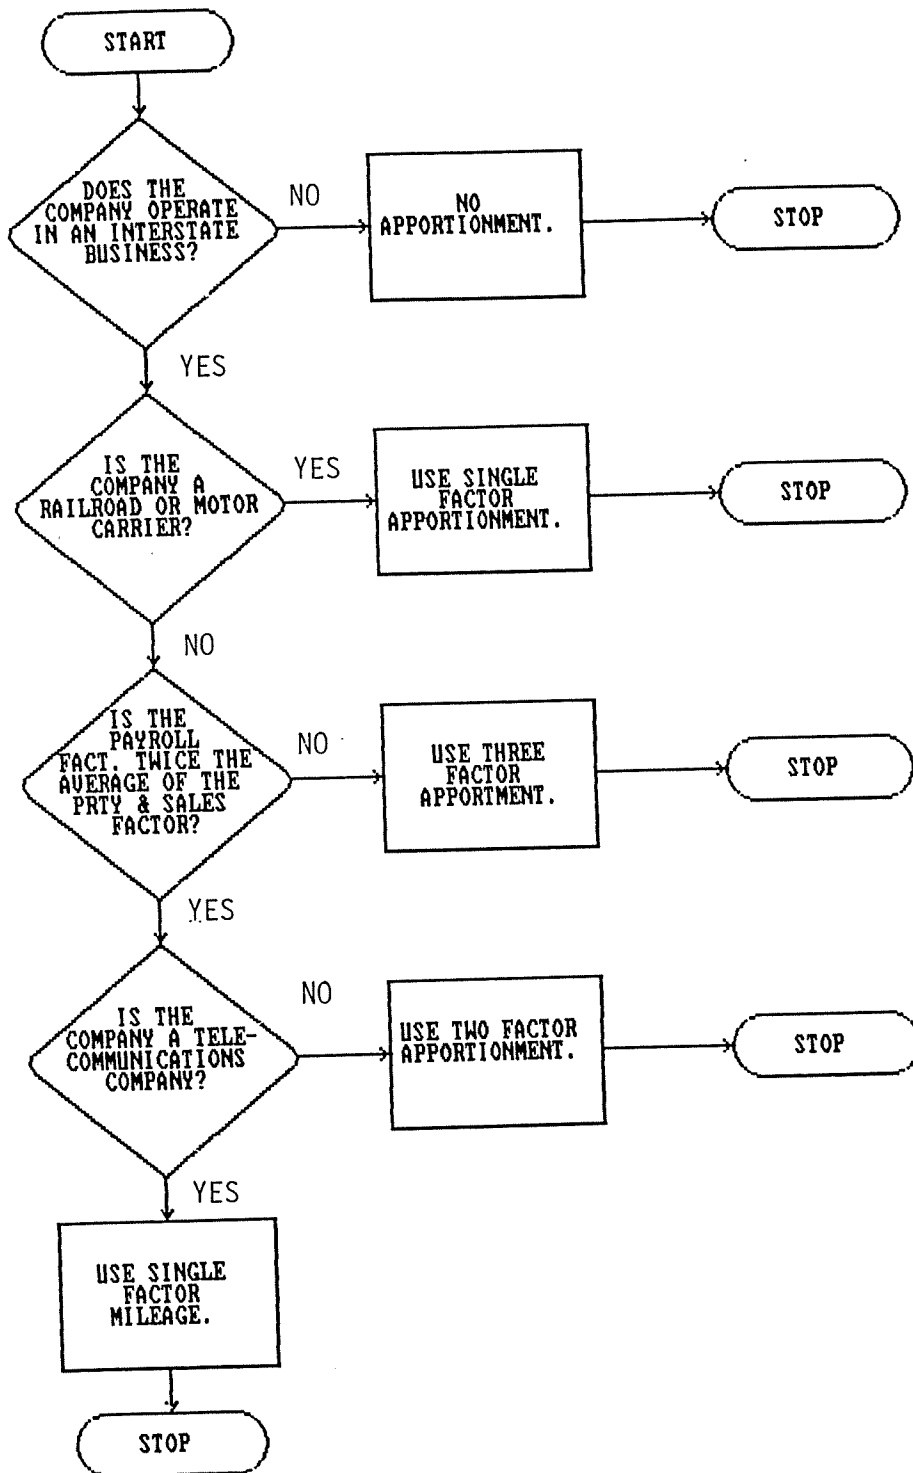 START
DOES THE
COMPANY OPERATE
IN AN INTERSTATE
BUSINESS?
NO
NO
APPORTIONMENT.
STOP
YES
IS THE
COMPANY A
RAILROAD OR MOTOR
CARRIER?
YES
USE SINGLE
FACTOR
APPORTIONMENT.
STOP
NO
IS THE
PAYROLL
FACT. TWICE THE
AVERAGE OF THE
PRTY & SALES
FACTOR?
NO
USE THREE
FACTOR
APPORTMENT.
STOP
YES
IS THE
COMPANY A TELE-
COMMUNICATIONS
COMPANY?
NO
USE TWO FACTOR
APPORTIONMENT.
STOP
YES
USE SINGLE
FACTOR
MILEAGE.
STOP